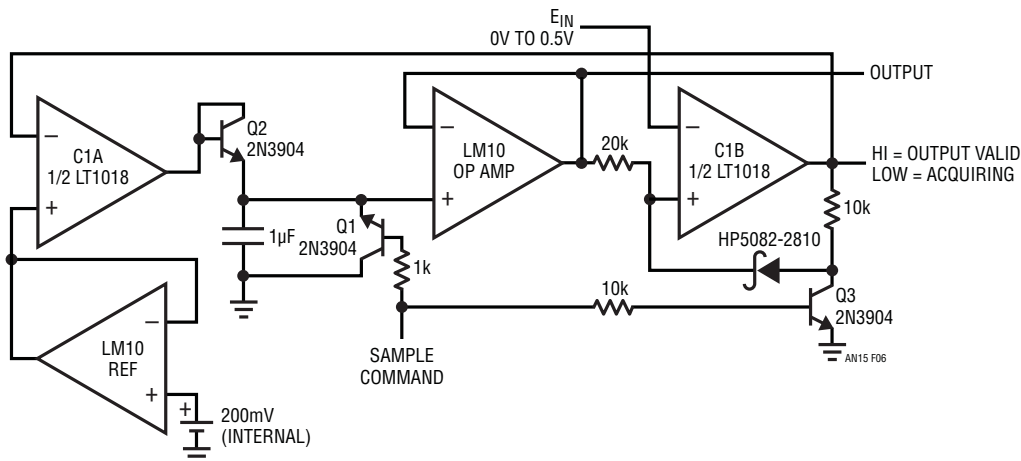 E_IN
0V TO 0.5V
OUTPUT
−
+
C1A
1/2 LT1018
Q2
2N3904
−
+
LM10
OP AMP
20k
−
+
C1B
1/2 LT1018
HI = OUTPUT VALID
LOW = ACQUIRING
10k
1µF
Q1
2N3904
1k
HP5082-2810
10k
Q3
2N3904
AN15 F06
SAMPLE
COMMAND
−
+
LM10
REF
+
200mV
(INTERNAL)